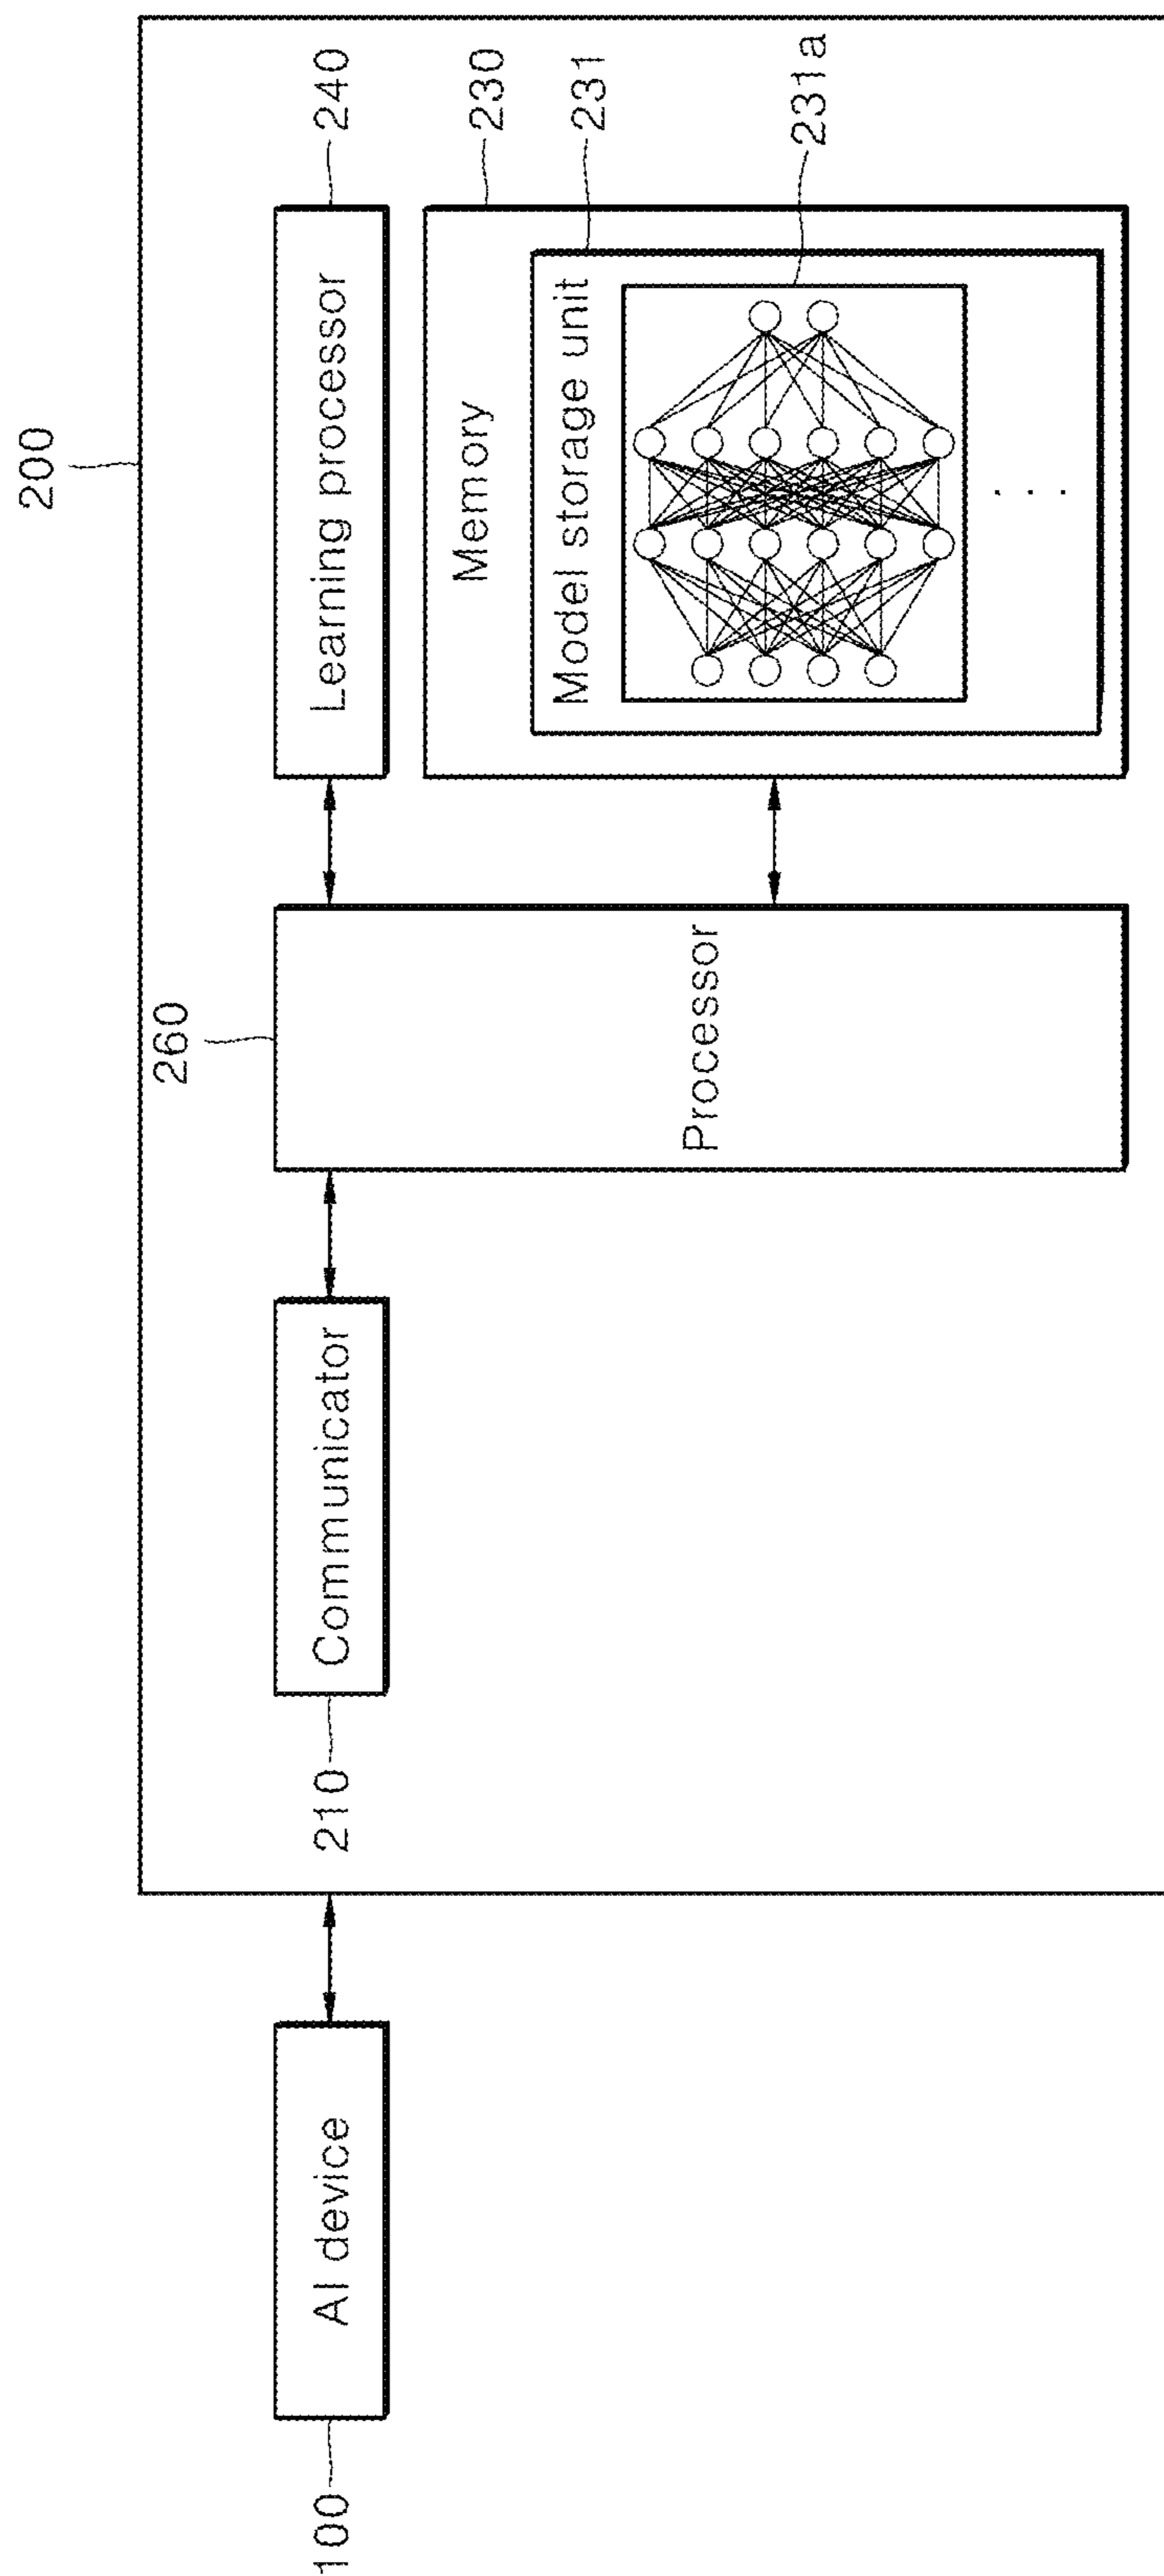 200
260
240
Learning processor
230
Memory
231
Model storage unit
231a
. . .
Processor
Communicator
210
AI device
100